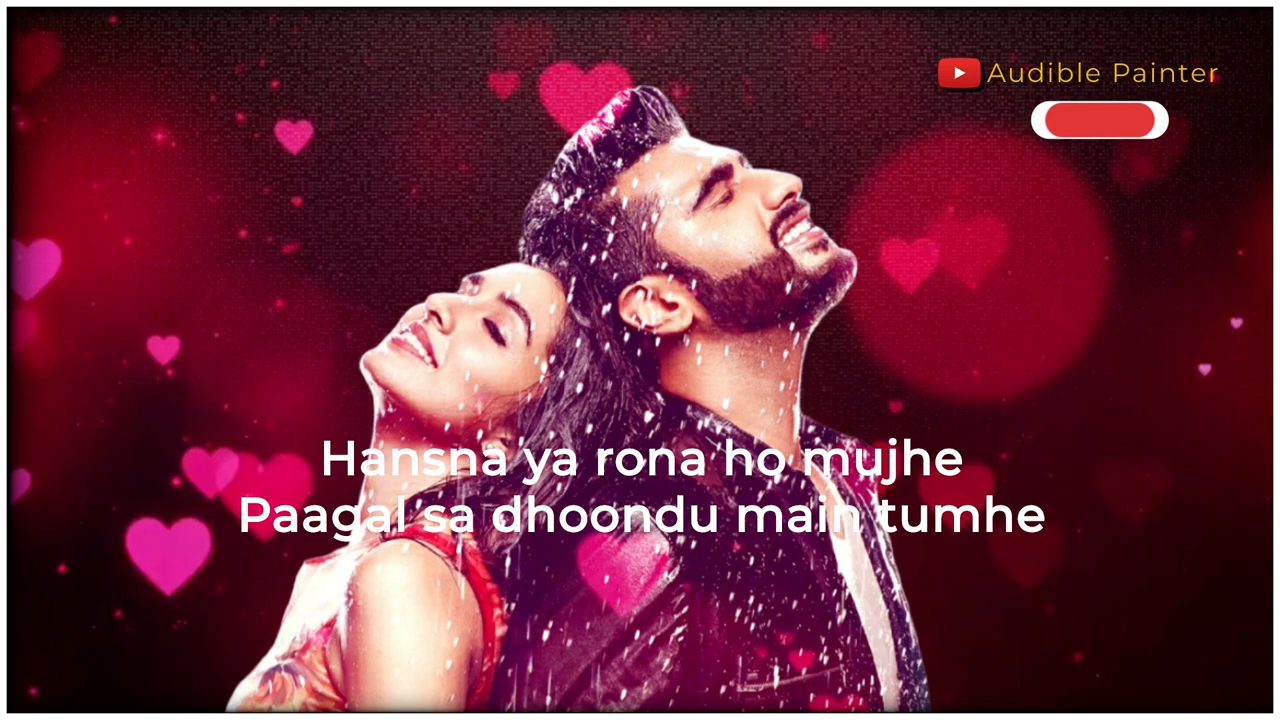 Audible Painter
Hansna ya rona ho mujhe
Paagal sa dhoondu main tumhe